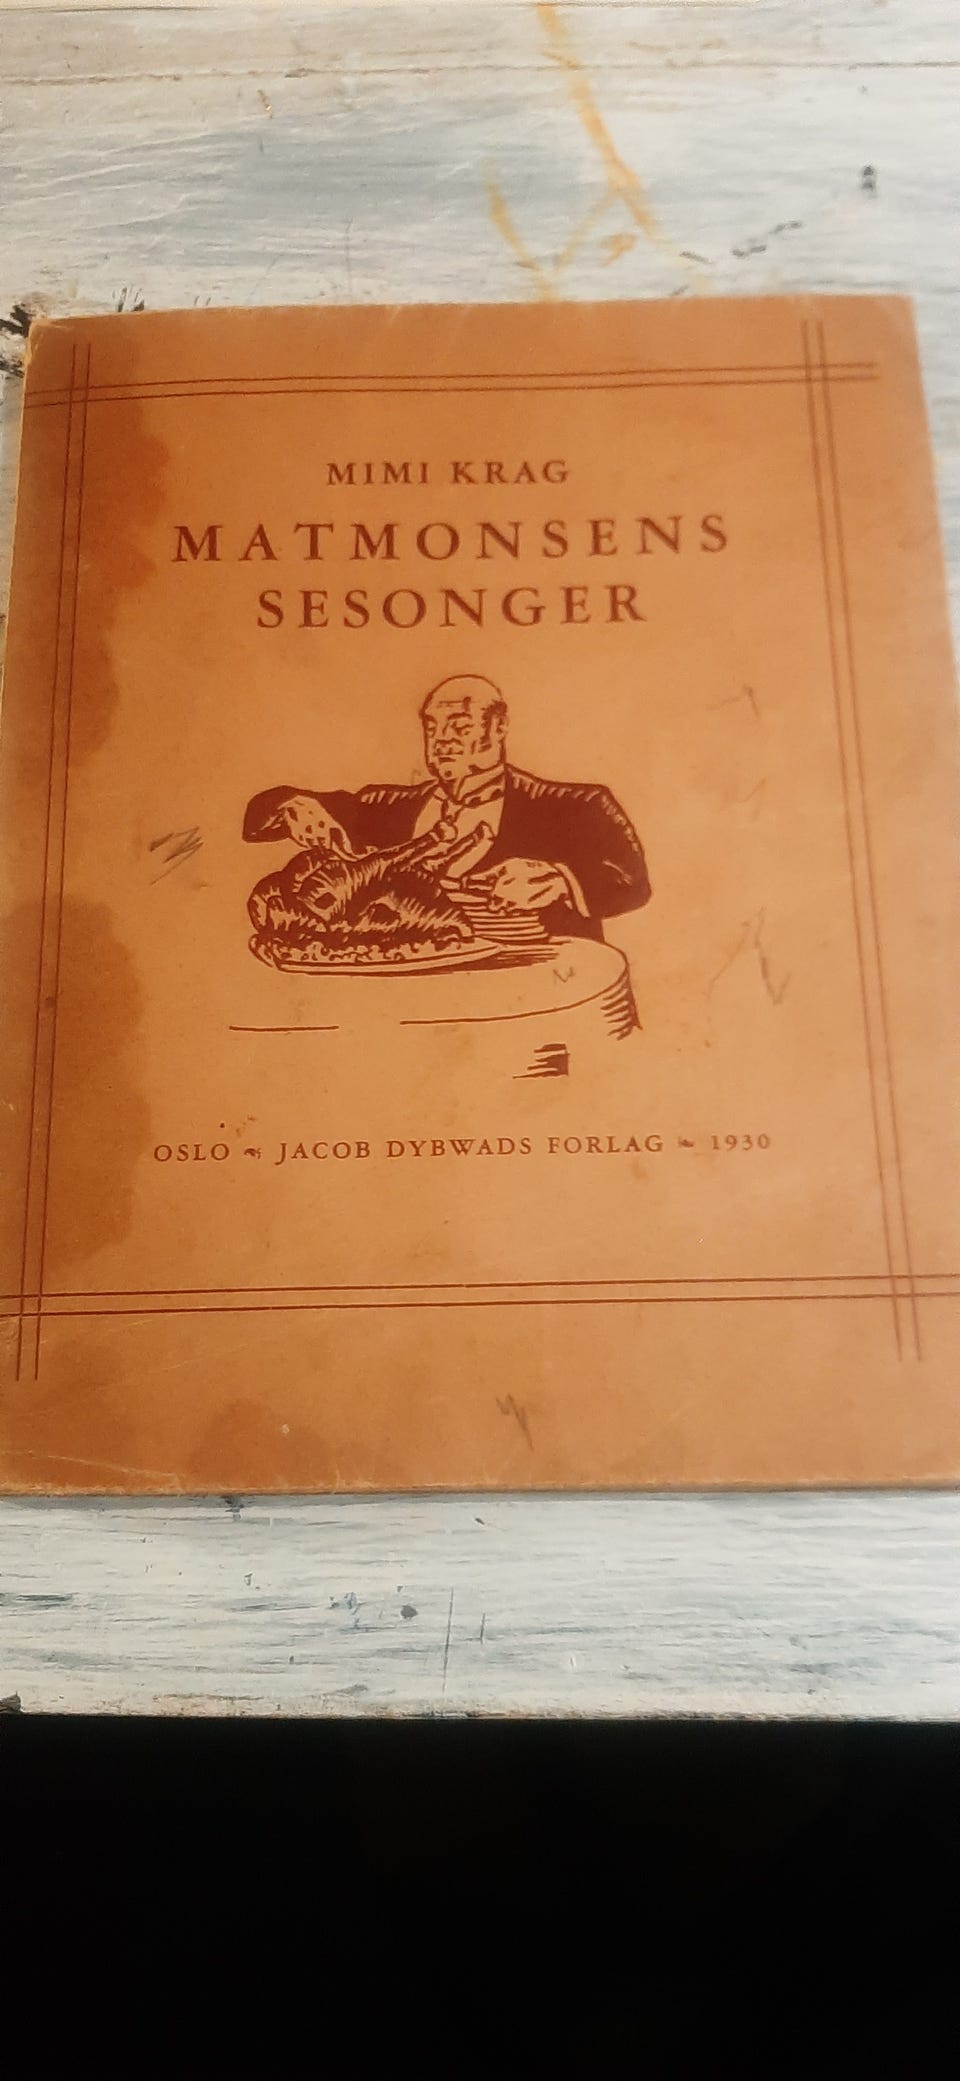 MIMI KRAG
MATMONSENS
SESONGER
OSLO ❧ JACOB DYBWADS FORLAG ❧ 1930